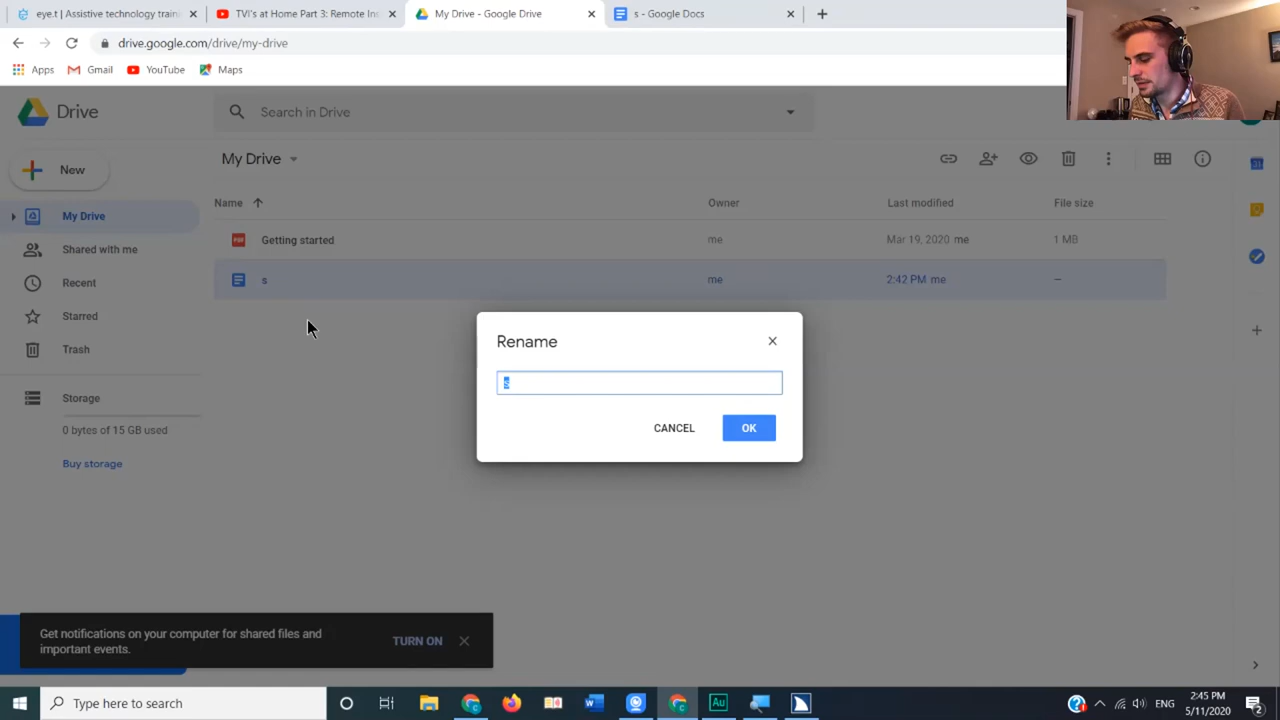 eye.t | Assistive technology traini
TVI's at Home Part 3: Remote Ins
My Drive - Google Drive
s - Google Docs
drive.google.com/drive/my-drive
Apps Gmail YouTube Maps
Drive
Search in Drive
New
My Drive
My Drive
Shared with me
Recent
Starred
Trash
Storage
0 bytes of 15 GB used
Buy storage
Name Owner Last modified File size
PDF Getting started me Mar 19, 2020 me 1 MB
s me 2:42 PM me –
Rename
s
CANCEL OK
Get notifications on your computer for shared files and
important events.
TURN ON
Type here to search
Au
ENG
2:45 PM
5/11/2020
2